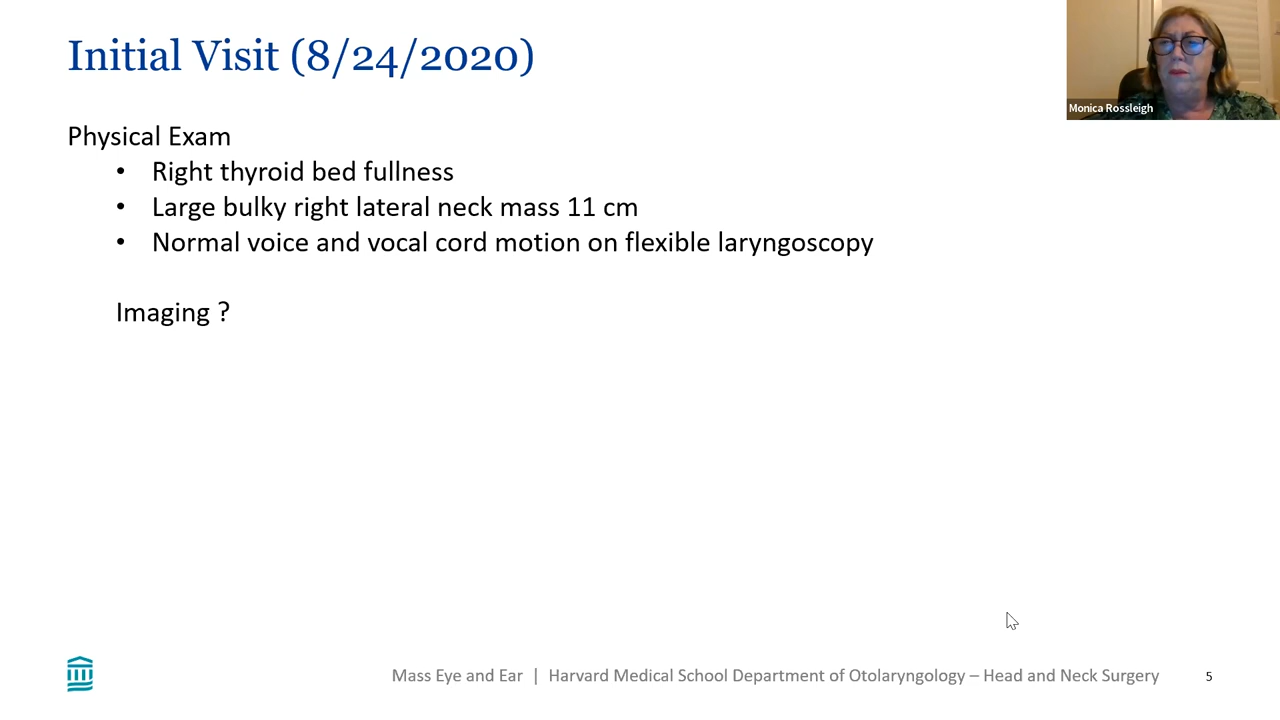 Initial Visit (8/24/2020)
Monica Rossleigh
Physical Exam
• Right thyroid bed fullness
• Large bulky right lateral neck mass 11 cm
• Normal voice and vocal cord motion on flexible laryngoscopy
Imaging ?
Mass Eye and Ear | Harvard Medical School Department of Otolaryngology – Head and Neck Surgery 5